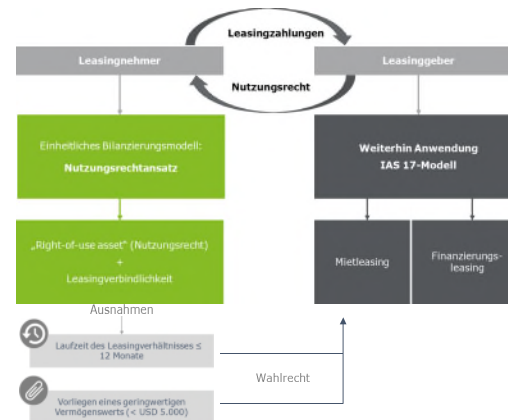 Leasingzahlungen
Leasingnehmer
Leasinggeber
Nutzungsrecht
Einheitliches Bilanzierungsmodell:
Nutzungsrechtansatz
Weiterhin Anwendung
IAS 17-Modell
„Right-of-use asset" (Nutzungsrecht)
+
Leasingverbindlichkeit
Mietleasing
Finanzierungs-
leasing
Ausnahmen
Laufzeit des Leasingverhältnisses ≤
12 Monate
Wahlrecht
Vorliegen eines geringwertigen
Vermögenswerts (< USD 5.000)